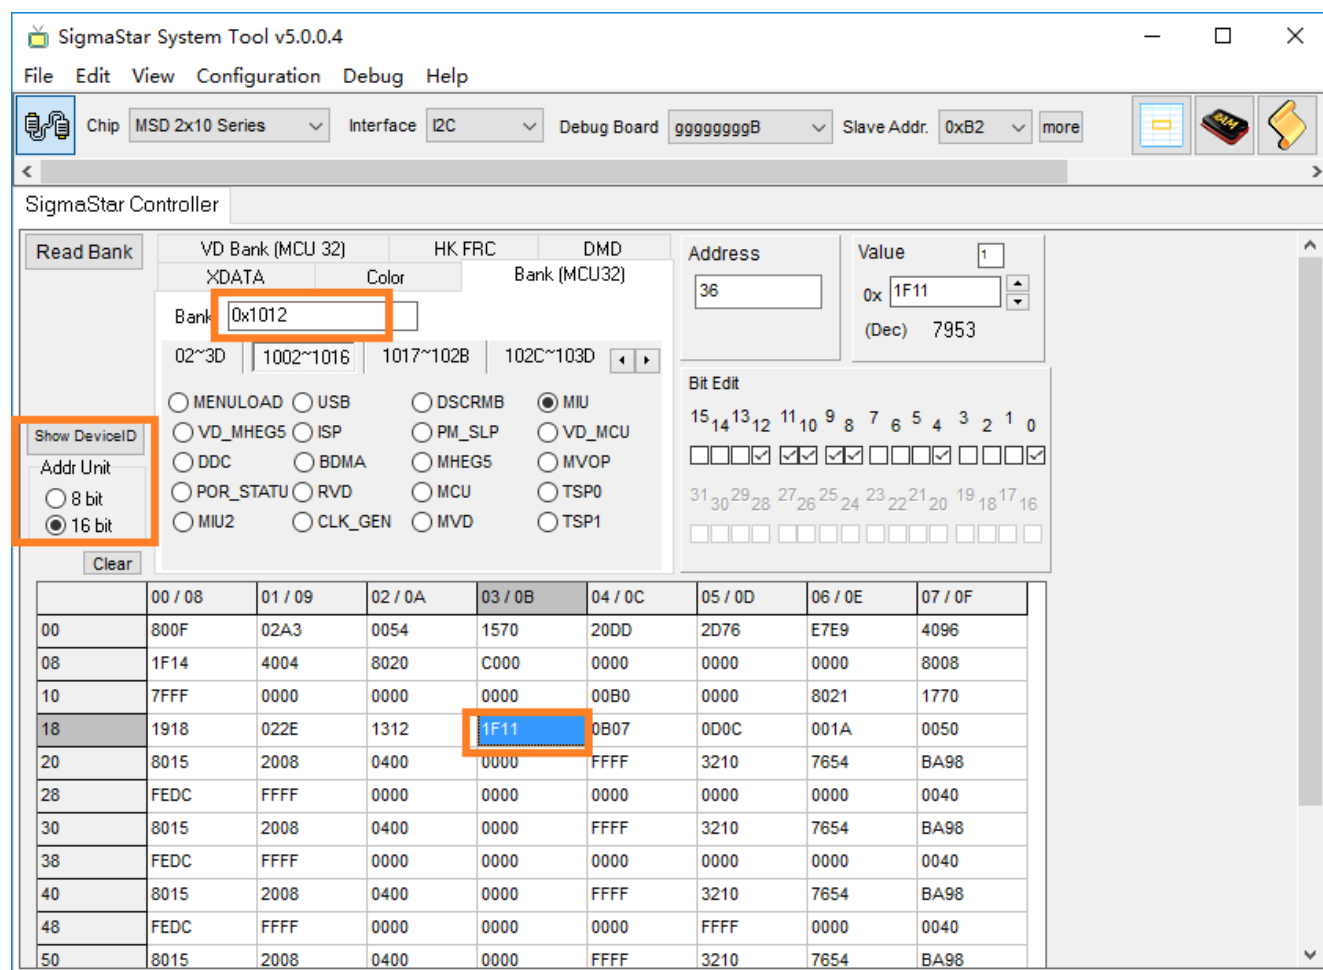 SigmaStar System Tool v5.0.0.4
File Edit View Configuration Debug Help
Chip MSD 2x10 Series Interface I2C Debug Board ggggggggB Slave Addr. 0xB2 more
RAM
SigmaStar Controller
Read Bank
VD Bank (MCU 32) HK FRC DMD
XDATA Color Bank (MCU32)
Bank 0x1012
02~3D 1002~1016 1017~102B 102C~103D
MENULOAD USB DSCRMB MIU
VD_MHEG5 ISP PM_SLP VD_MCU
DDC BDMA MHEG5 MVOP
POR_STATU RVD MCU TSP0
MIU2 CLK_GEN MVD TSP1
Show DeviceID
Addr Unit
8 bit
16 bit
Clear
Address
36
Value 1
0x 1F11
(Dec) 7953
Bit Edit
15 14 13 12 11 10 9 8 7 6 5 4 3 2 1 0
31 30 29 28 27 26 25 24 23 22 21 20 19 18 17 16
00 / 08 01 / 09 02 / 0A 03 / 0B 04 / 0C 05 / 0D 06 / 0E 07 / 0F
00 800F 02A3 0054 1570 20DD 2D76 E7E9 4096
08 1F14 4004 8020 C000 0000 0000 0000 8008
10 7FFF 0000 0000 0000 00B0 0000 8021 1770
18 1918 022E 1312 1F11 0B07 0D0C 001A 0050
20 8015 2008 0400 0000 FFFF 3210 7654 BA98
28 FEDC FFFF 0000 0000 0000 0000 0000 0040
30 8015 2008 0400 0000 FFFF 3210 7654 BA98
38 FEDC FFFF 0000 0000 0000 0000 0000 0040
40 8015 2008 0400 0000 FFFF 3210 7654 BA98
48 FEDC FFFF 0000 0000 0000 FFFF 0000 0040
50 8015 2008 0400 0000 FFFF 3210 7654 BA98